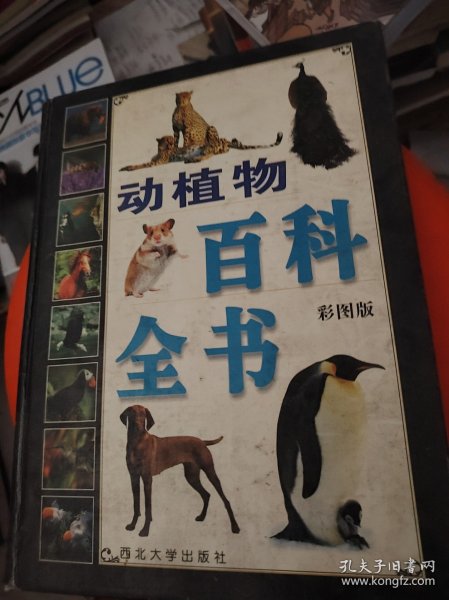 BLUE
动植物
百科
全书
彩图版
西北大学出版社
孔夫子旧书网
www.kongfz.com